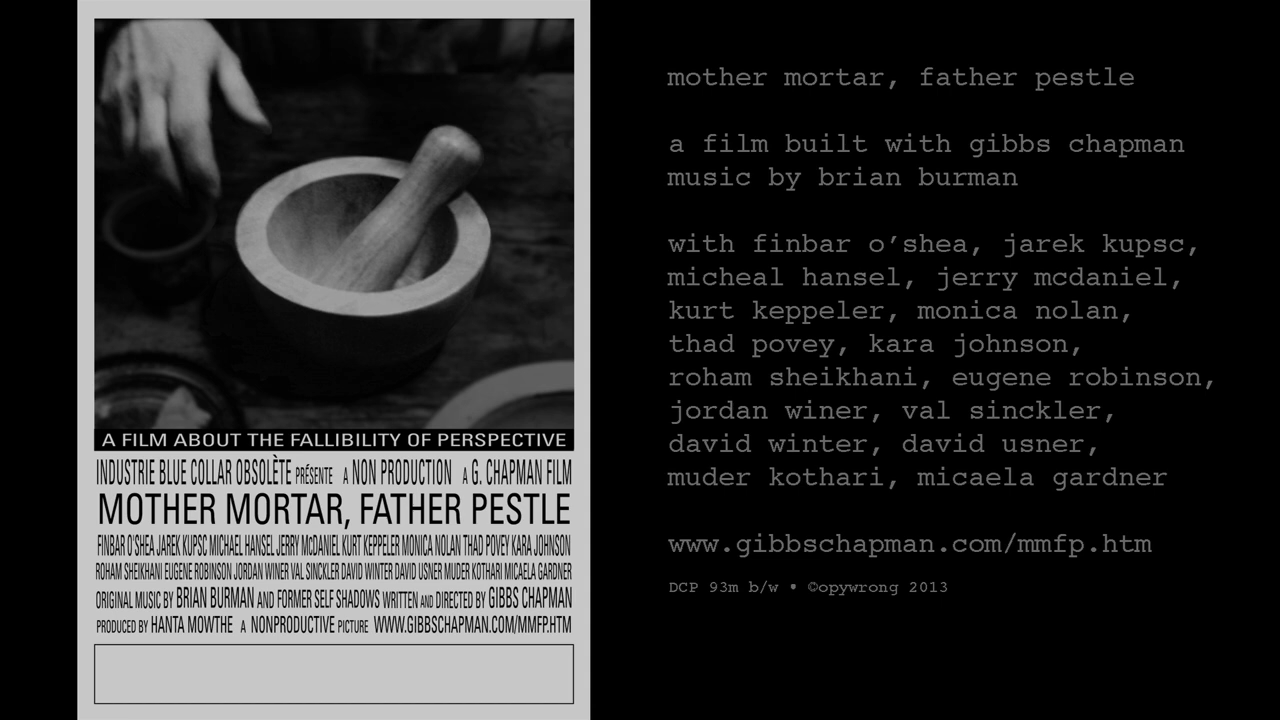 A FILM ABOUT THE FALLIBILITY OF PERSPECTIVE
INDUSTRIE BLUE COLLAR OBSOLÈTE PRÉSENTE A NON PRODUCTION A G. CHAPMAN FILM
MOTHER MORTAR, FATHER PESTLE
FINBAR O'SHEA JAREK KUPSC MICHAEL HANSEL JERRY McDANIEL KURT KEPPELER MONICA NOLAN THAD POVEY KARA JOHNSON
ROHAM SHEIKHANI EUGENE ROBINSON JORDAN WINER VAL SINCKLER DAVID WINTER DAVID USNER MUDER KOTHARI MICAELA GARDNER
ORIGINAL MUSIC BY BRIAN BURMAN AND FORMER SELF SHADOWS WRITTEN AND DIRECTED BY GIBBS CHAPMAN
PRODUCED BY HANTA MOWTHE A NONPRODUCTIVE PICTURE WWW.GIBBSCHAPMAN.COM/MMFP.HTM
mother mortar, father pestle
a film built with gibbs chapman
music by brian burman
with finbar o’shea, jarek kupsc,
micheal hansel, jerry mcdaniel,
kurt keppeler, monica nolan,
thad povey, kara johnson,
roham sheikhani, eugene robinson,
jordan winer, val sinckler,
david winter, david usner,
muder kothari, micaela gardner
www.gibbschapman.com/mmfp.htm
DCP 93m b/w • ©opywrong 2013